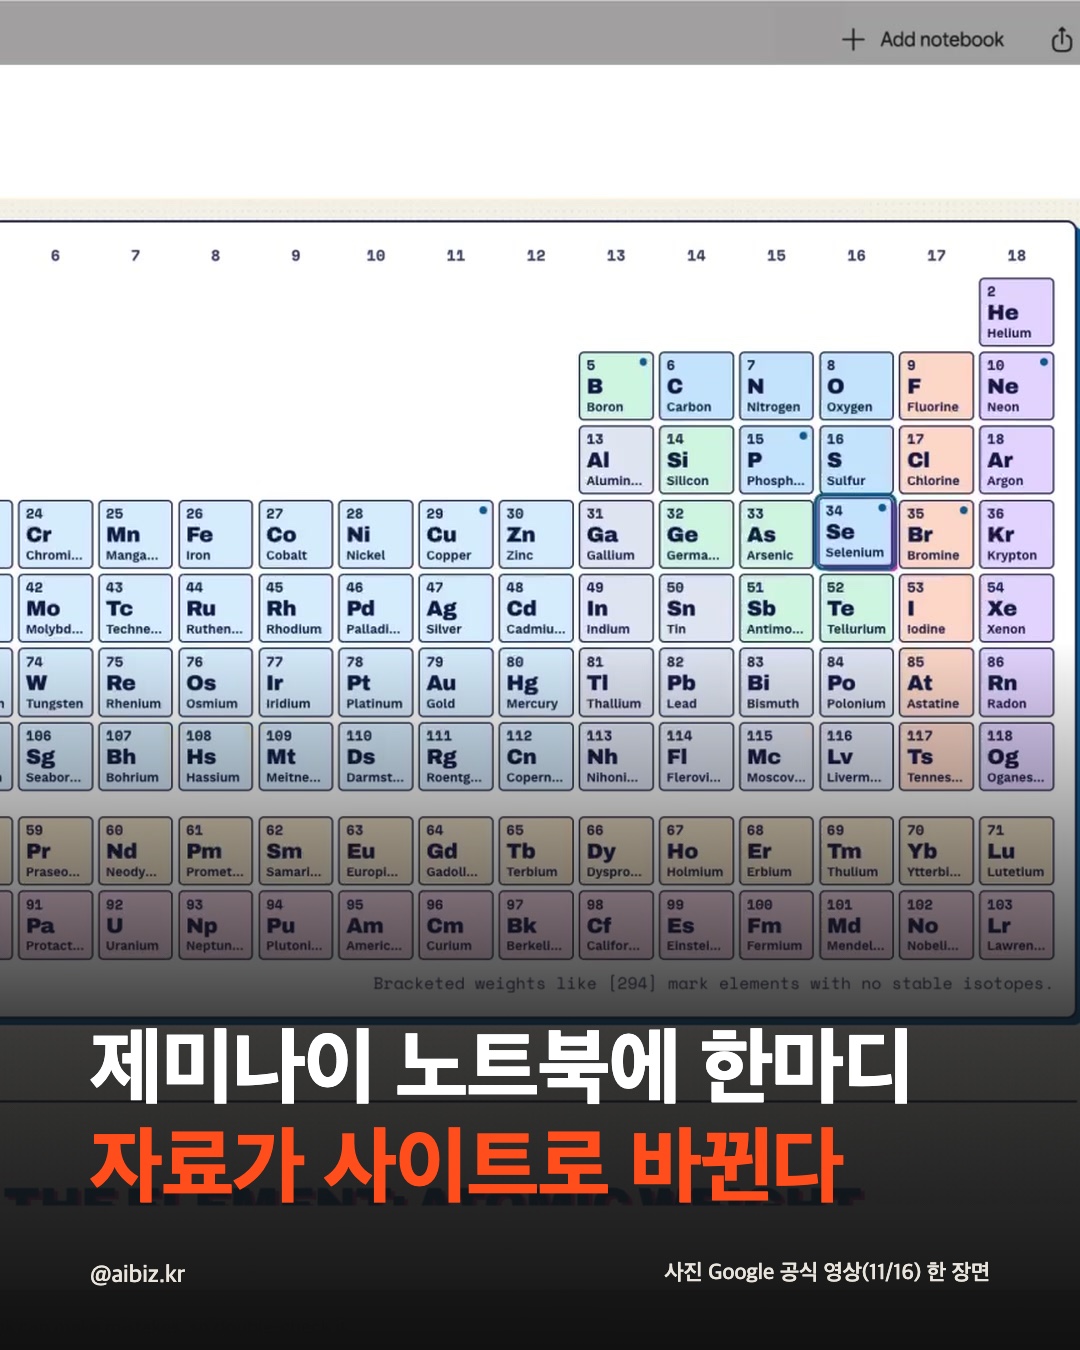 Add notebook
6 7 8 9 10 11 12 13 14 15 16 17 18
2
He
Helium
5 6 7 8 9 10
B C N O F Ne
Boron Carbon Nitrogen Oxygen Fluorine Neon
13 14 15 16 17 18
Al Si P S Cl Ar
Alumin... Silicon Phosph... Sulfur Chlorine Argon
24 25 26 27 28 29 30 31 32 33 34 35 36
Cr Mn Fe Co Ni Cu Zn Ga Ge As Se Br Kr
Chromi... Manga... Iron Cobalt Nickel Copper Zinc Gallium Germa... Arsenic Selenium Bromine Krypton
42 43 44 45 46 47 48 49 50 51 52 53 54
Mo Tc Ru Rh Pd Ag Cd In Sn Sb Te I Xe
Molybd... Techne... Ruthen... Rhodium Palladi... Silver Cadmiu... Indium Tin Antimo... Tellurium Iodine Xenon
74 75 76 77 78 79 80 81 82 83 84 85 86
W Re Os Ir Pt Au Hg Tl Pb Bi Po At Rn
Tungsten Rhenium Osmium Iridium Platinum Gold Mercury Thallium Lead Bismuth Polonium Astatine Radon
106 107 108 109 110 111 112 113 114 115 116 117 118
Sg Bh Hs Mt Ds Rg Cn Nh Fl Mc Lv Ts Og
Seabor... Bohrium Hassium Meitne... Darmst... Roentg... Copern... Nihoni... Flerovi... Moscov... Liverm... Tennes... Oganes...
59 60 61 62 63 64 65 66 67 68 69 70 71
Pr Nd Pm Sm Eu Gd Tb Dy Ho Er Tm Yb Lu
Praseo... Neody... Promet... Samari... Europi... Gadoli... Terbium Dyspro... Holmium Erbium Thulium Ytterbi... Lutetium
91 92 93 94 95 96 97 98 99 100 101 102 103
Pa U Np Pu Am Cm Bk Cf Es Fm Md No Lr
Protact... Uranium Neptun... Plutoni... Americ... Curium Berkeli... Califor... Einstei... Fermium Mendel... Nobeli... Lawren...
Bracketed weights like [294] mark elements with no stable isotopes.
제미나이 노트북에 한마디
자료가 사이트로 바뀐다
@aibiz.kr
사진 Google 공식 영상(11/16) 한 장면